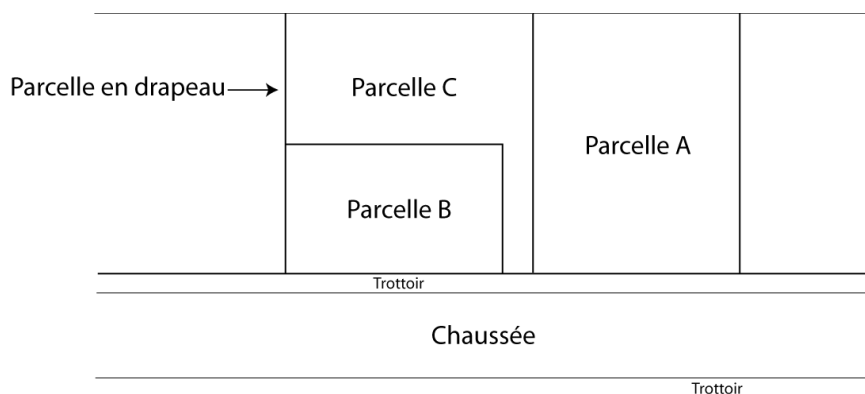 Parcelle en drapeau
Parcelle C
Parcelle A
Parcelle B
Trottoir
Chaussée
Trottoir